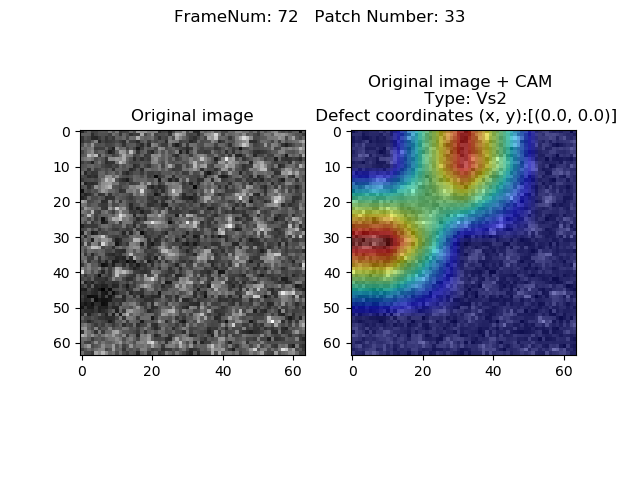 FrameNum: 72   Patch Number: 33
Original image
Original image + CAM
Type: Vs2
Defect coordinates (x, y):[(0.0, 0.0)]
0
10
20
30
40
50
60
0 20 40 60
0
10
20
30
40
50
60
0 20 40 60